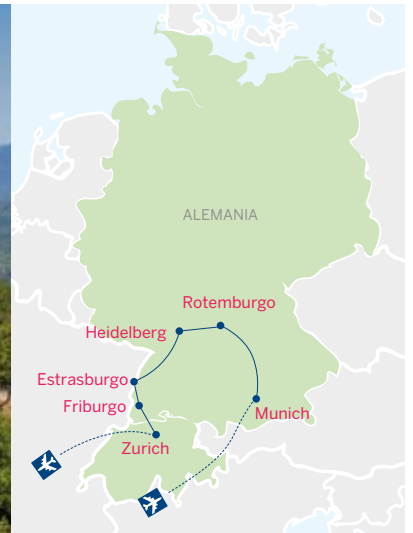 ALEMANIA
Rotemburgo
Heidelberg
Estrasburgo
Friburgo
Munich
Zurich